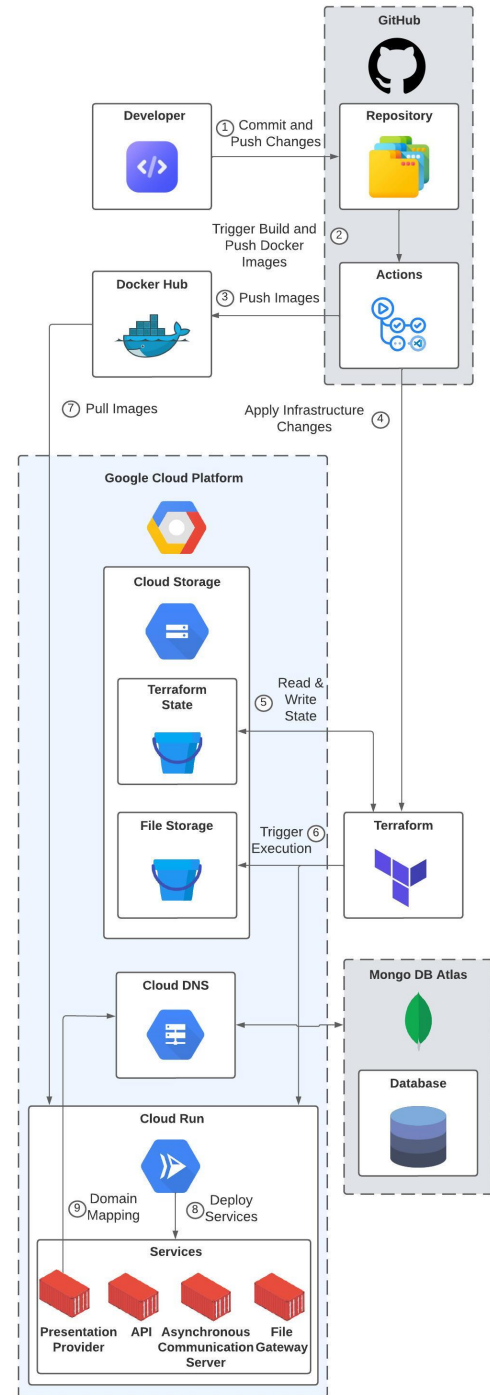 GitHub
Developer
Repository
1 Commit and
Push Changes
Trigger Build and
Push Docker
Images
2
Docker Hub
Actions
3 Push Images
7 Pull Images
Apply Infrastructure
Changes
4
Google Cloud Platform
Cloud Storage
Terraform
State
5
Read &
Write
State
File Storage
Trigger
Execution
6
Terraform
Cloud DNS
Mongo DB Atlas
Database
Cloud Run
9 Domain
Mapping
8 Deploy
Services
Services
Presentation
Provider
API
Asynchronous
Communication
Server
File
Gateway